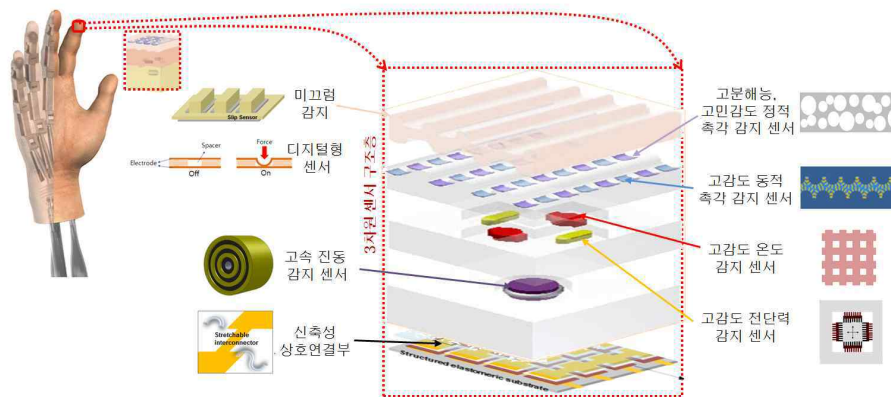 미끄럼
감지
Slip Sensor
Spacer
Force
Electrode
Off
On
디지털형
센서
고속 진동
감지 센서
Stretchable
interconnector
신축성
상호연결부
3차원 센서 구조층
Structured elastomeric substrate
고분해능,
고민감도 정적
촉각 감지 센서
고감도 동적
촉각 감지 센서
고감도 온도
감지 센서
고감도 전단력
감지 센서